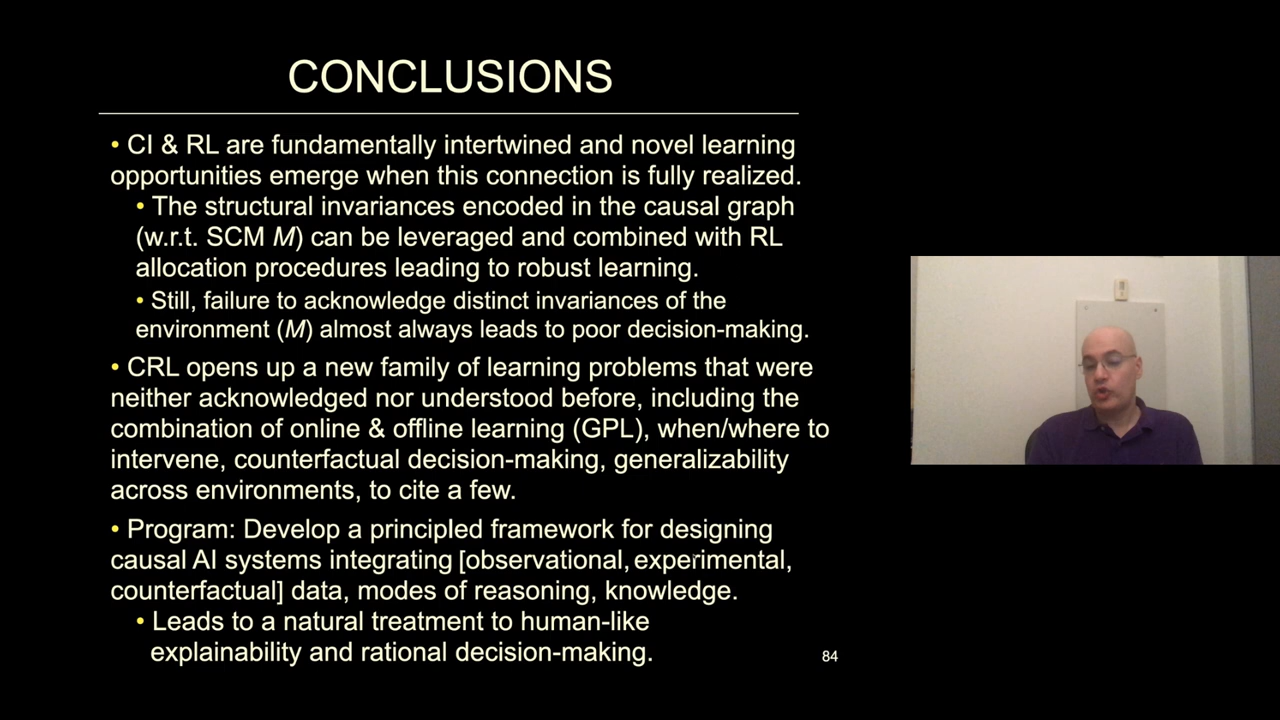 CONCLUSIONS
• CI & RL are fundamentally intertwined and novel learning
opportunities emerge when this connection is fully realized.
• The structural invariances encoded in the causal graph
(w.r.t. SCM M) can be leveraged and combined with RL
allocation procedures leading to robust learning.
• Still, failure to acknowledge distinct invariances of the
environment (M) almost always leads to poor decision-making.
• CRL opens up a new family of learning problems that were
neither acknowledged nor understood before, including the
combination of online & offline learning (GPL), when/where to
intervene, counterfactual decision-making, generalizability
across environments, to cite a few.
• Program: Develop a principled framework for designing
causal AI systems integrating [observational, experimental,
counterfactual] data, modes of reasoning, knowledge.
• Leads to a natural treatment to human-like
explainability and rational decision-making.
84